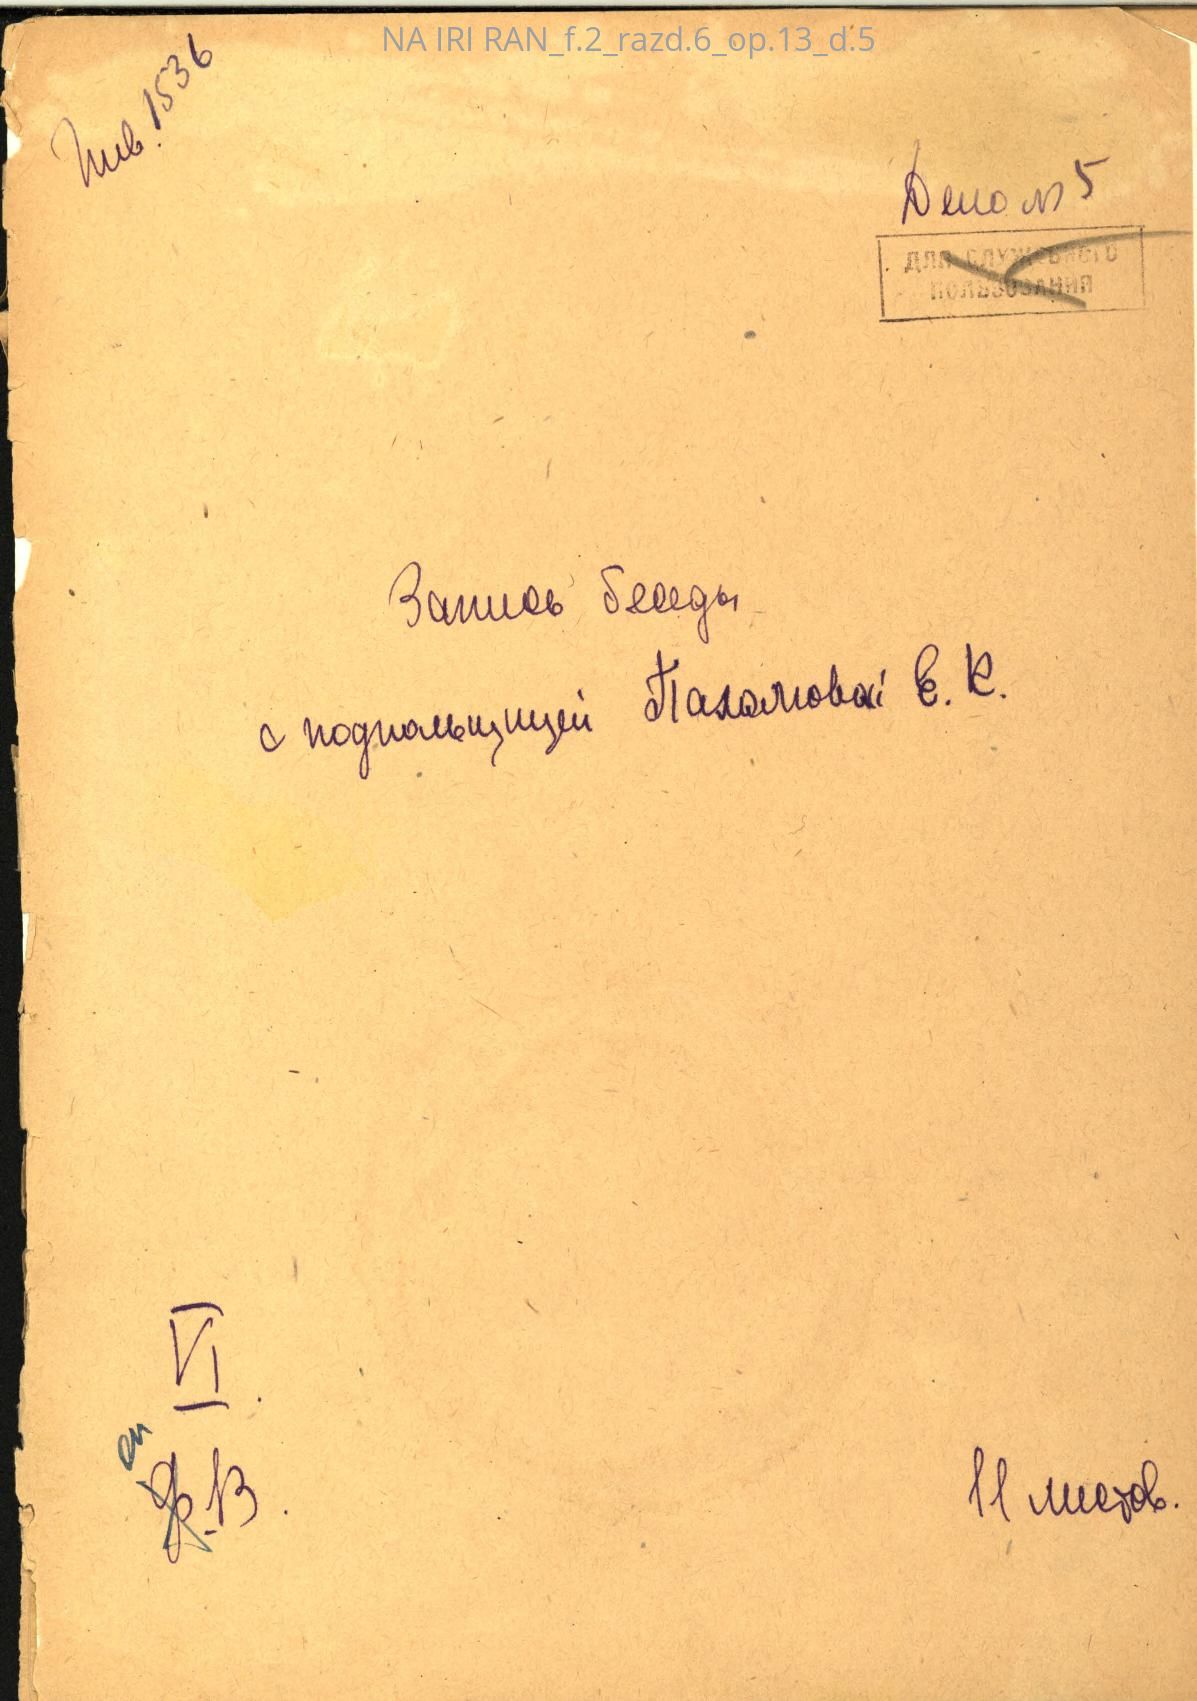 NA IRI RAN_f.2_razd.6_op.13_d.5
Инв. 1536
Дело № 5
ДЛЯ СЛУЖЕБНОГО
ПОЛЬЗОВАНИЯ
Запись беседы
с подпольщицей Пахомовой Е. К.
VI.
оп
Ф.13.
11 листов.